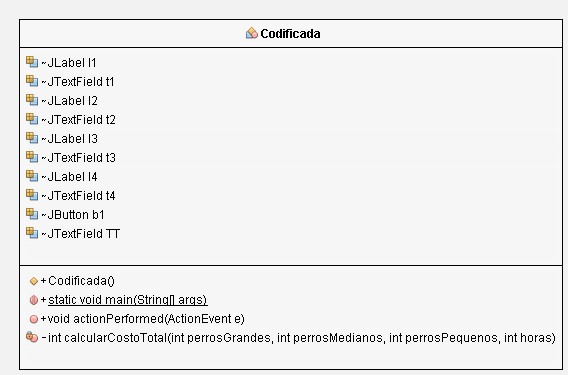 Codificada
~JLabel l1
~JTextField t1
~JLabel l2
~JTextField t2
~JLabel l3
~JTextField t3
~JLabel l4
~JTextField t4
~JButton b1
~JTextField TT
+Codificada()
+static void main(String[] args)
+void actionPerformed(ActionEvent e)
-int calcularCostoTotal(int perrosGrandes, int perrosMedianos, int perrosPequenos, int horas)